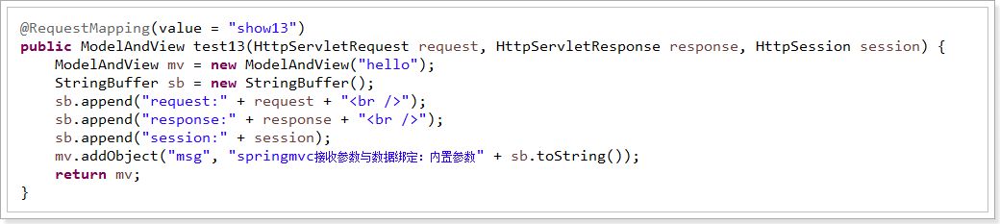 @RequestMapping(value = "show13")
public ModelAndView test13(HttpServletRequest request, HttpServletResponse response, HttpSession session) {
    ModelAndView mv = new ModelAndView("hello");
    StringBuffer sb = new StringBuffer();
    sb.append("request:" + request + "<br />");
    sb.append("response:" + response + "<br />");
    sb.append("session:" + session);
    mv.addObject("msg", "springmvc接收参数与数据绑定：内置参数" + sb.toString());
    return mv;
}